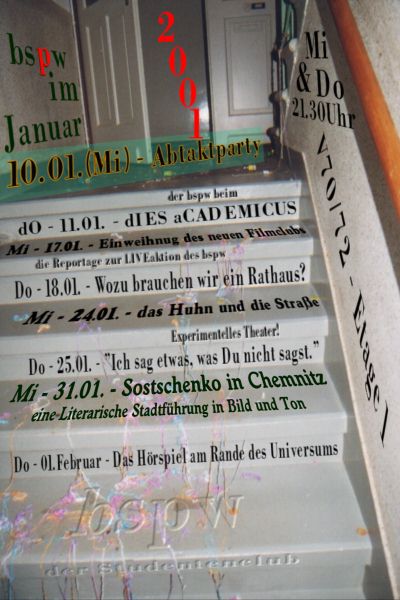 bspw
im
Januar
2001
Mi
& Do
21.30Uhr
V70/72 - Etage 1
10.01.(Mi) - Abtaktparty
der bspw beim
dO - 11.01. - dIES aCADEMICUS
Mi - 17.01. - Einweihnug des neuen Filmclubs
die Reportage zur LIVEaktion des bspw
Do - 18.01. - Wozu brauchen wir ein Rathaus?
Mi - 24.01. - das Huhn und die Straße
Experimentelles Theater!
Do - 25.01. - "Ich sag etwas, was Du nicht sagst."
Mi - 31.01. - Sostschenko in Chemnitz
eine-Literarische Stadtführung in Bild und Ton
Do - 01.Februar - Das Hörspiel am Rande des Universums
bspw
der Studentenclub